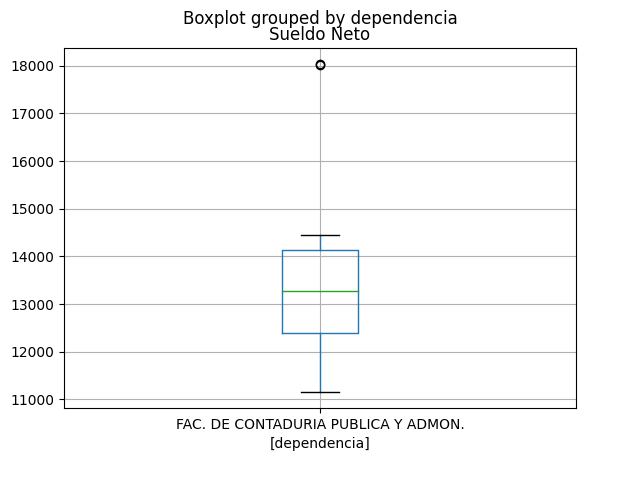 Boxplot grouped by dependencia
Sueldo Neto
18000
17000
16000
15000
14000
13000
12000
11000
FAC. DE CONTADURIA PUBLICA Y ADMON.
[dependencia]